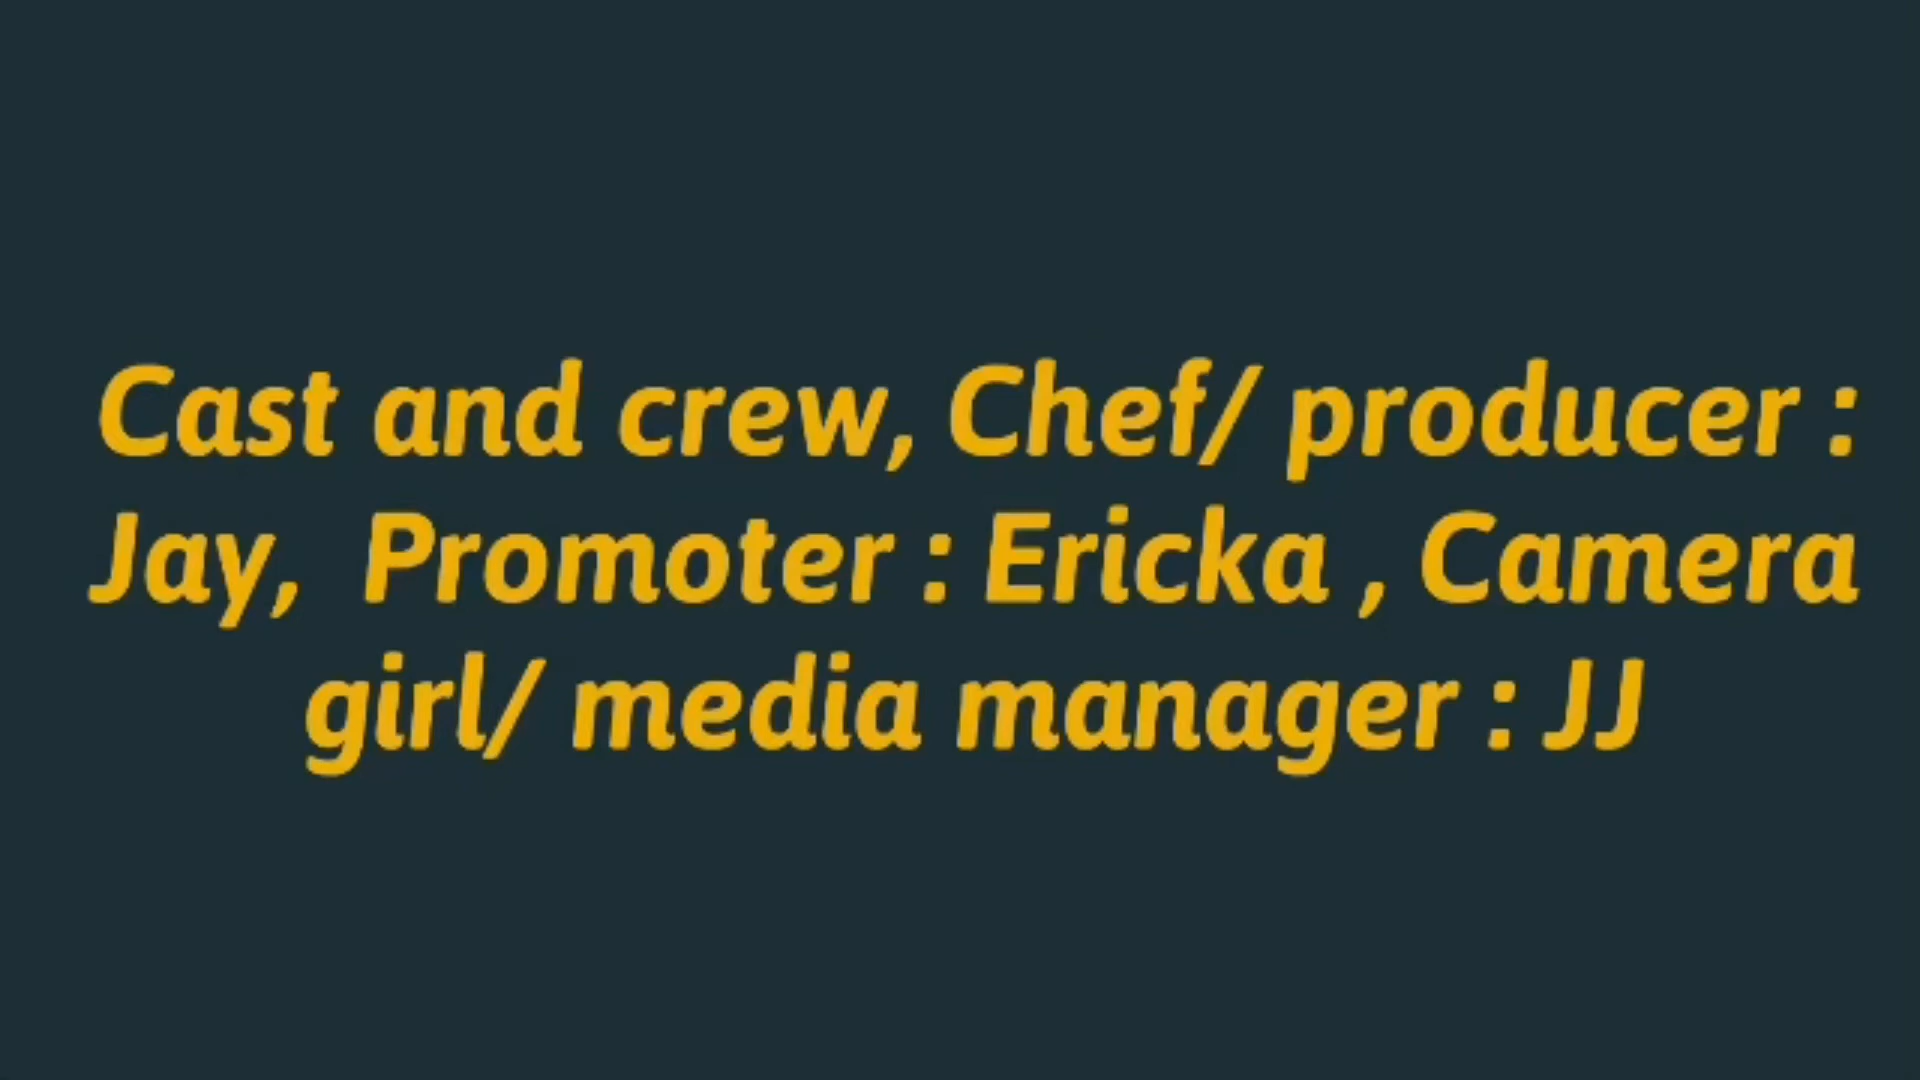 Cast and crew, Chef/ producer :
Jay,  Promoter : Ericka , Camera
girl/ media manager : JJ